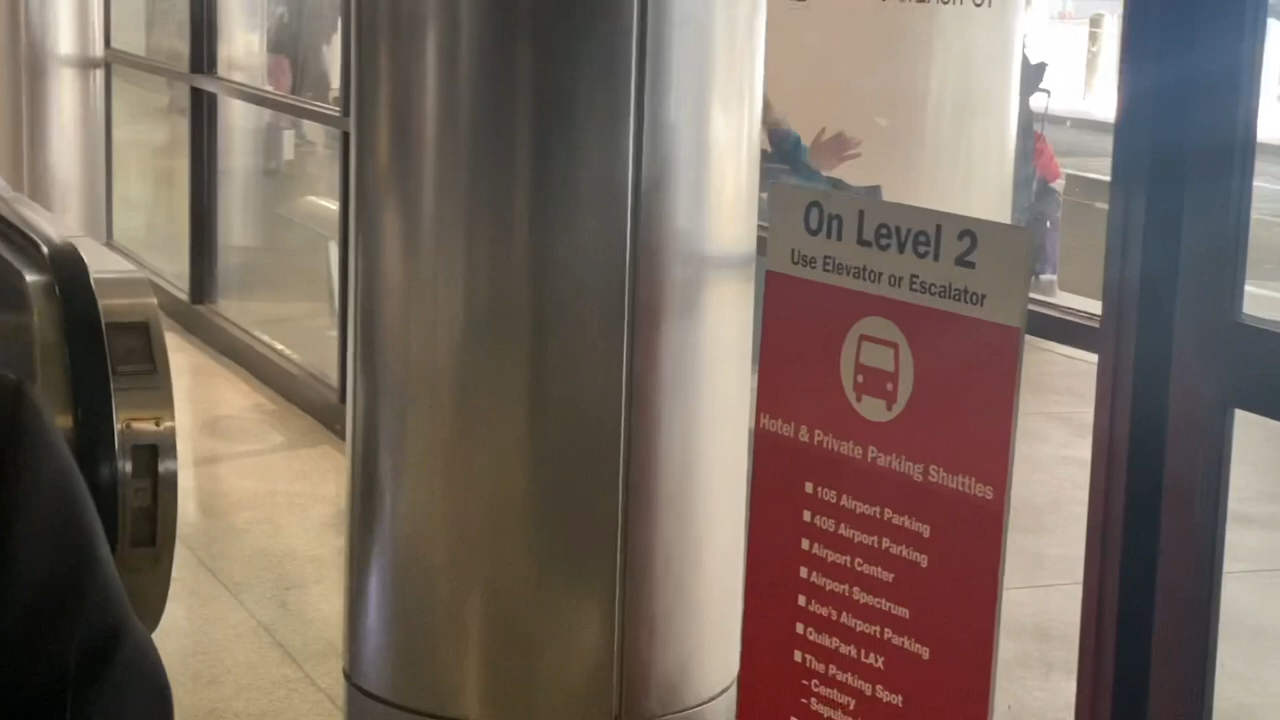 On Level 2
Use Elevator or Escalator
Hotel & Private Parking Shuttles
105 Airport Parking
405 Airport Parking
Airport Center
Airport Spectrum
Joe's Airport Parking
QuikPark LAX
The Parking Spot
– Century